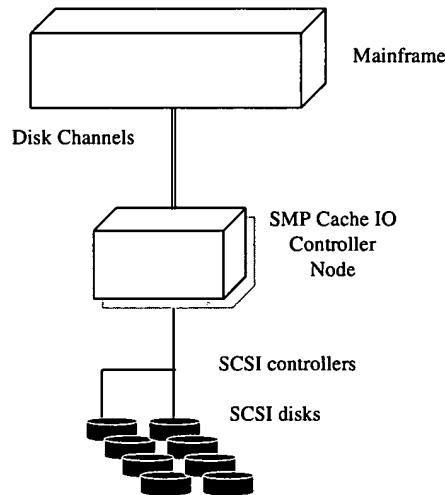 Mainframe
Disk Channels
SMP Cache IO
Controller
Node
SCSI controllers
SCSI disks